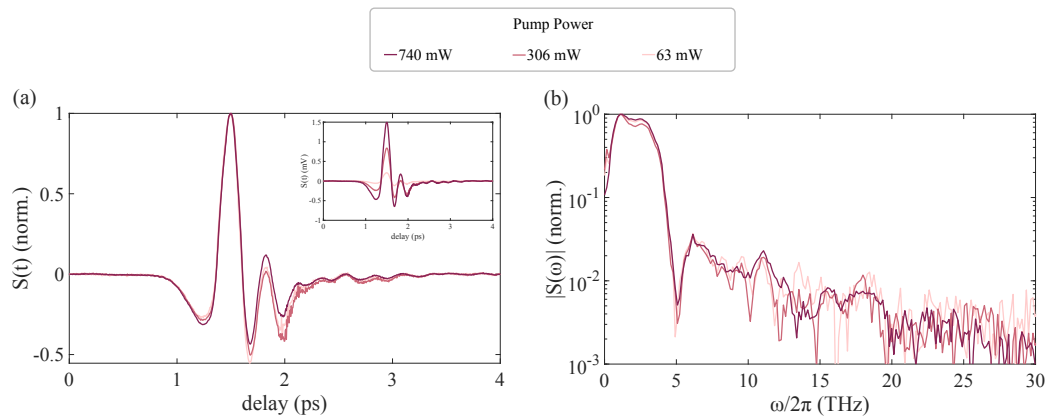 Pump Power
740 mW 306 mW 63 mW
(a)
S(t) (norm.)
1
0.5
0
-0.5
0 1 2 3 4
delay (ps)
S(t) (mV)
1.5
1
0.5
0
-0.5
-1
0 1 2 3 4
delay (ps)
(b)
|S(ω)| (norm.)
10⁰
10⁻¹
10⁻²
10⁻³
0 5 10 15 20 25 30
ω/2π (THz)